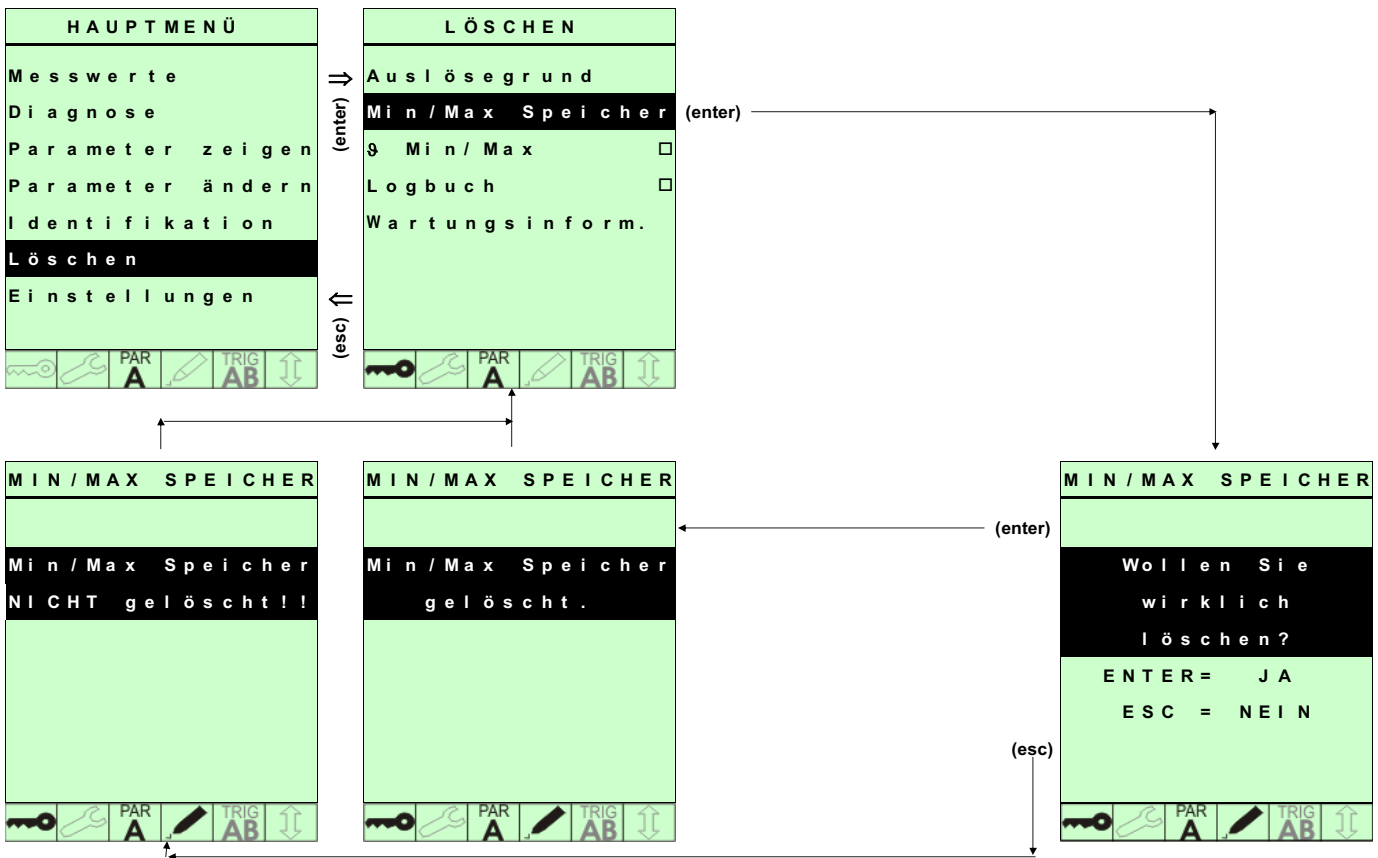 HAUPTMENÜ
Messwerte
Diagnose
Parameter zeigen
Parameter ändern
Identifikation
Löschen
Einstellungen
PAR
A
TRIG
AB
⇒
(enter)
⇐
(esc)
LÖSCHEN
Auslösegrund
Min/Max Speicher
ϑ Min/Max □
Logbuch □
Wartungsinform.
PAR
A
TRIG
AB
(enter)
MIN/MAX SPEICHER
Min/Max Speicher
NICHT gelöscht!!
PAR
A
TRIG
AB
MIN/MAX SPEICHER
Min/Max Speicher
gelöscht.
PAR
A
TRIG
AB
(enter)
(esc)
MIN/MAX SPEICHER
Wollen Sie
wirklich
löschen?
ENTER= JA
ESC = NEIN
PAR
A
TRIG
AB